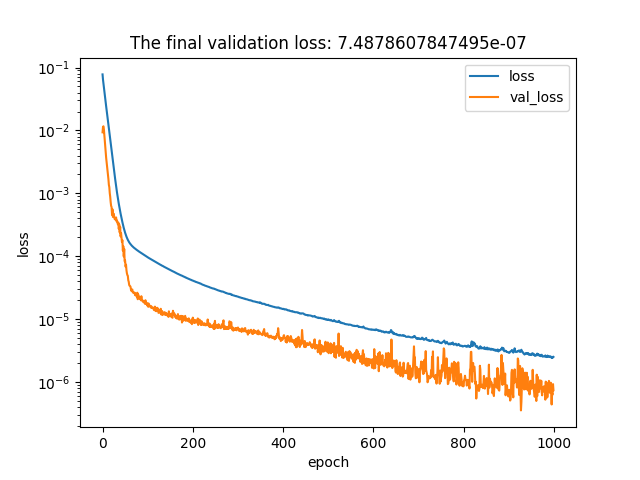 The final validation loss: 7.4878607847495e-07
loss
val_loss
10⁻¹
10⁻²
10⁻³
10⁻⁴
10⁻⁵
10⁻⁶
loss
0 200 400 600 800 1000
epoch